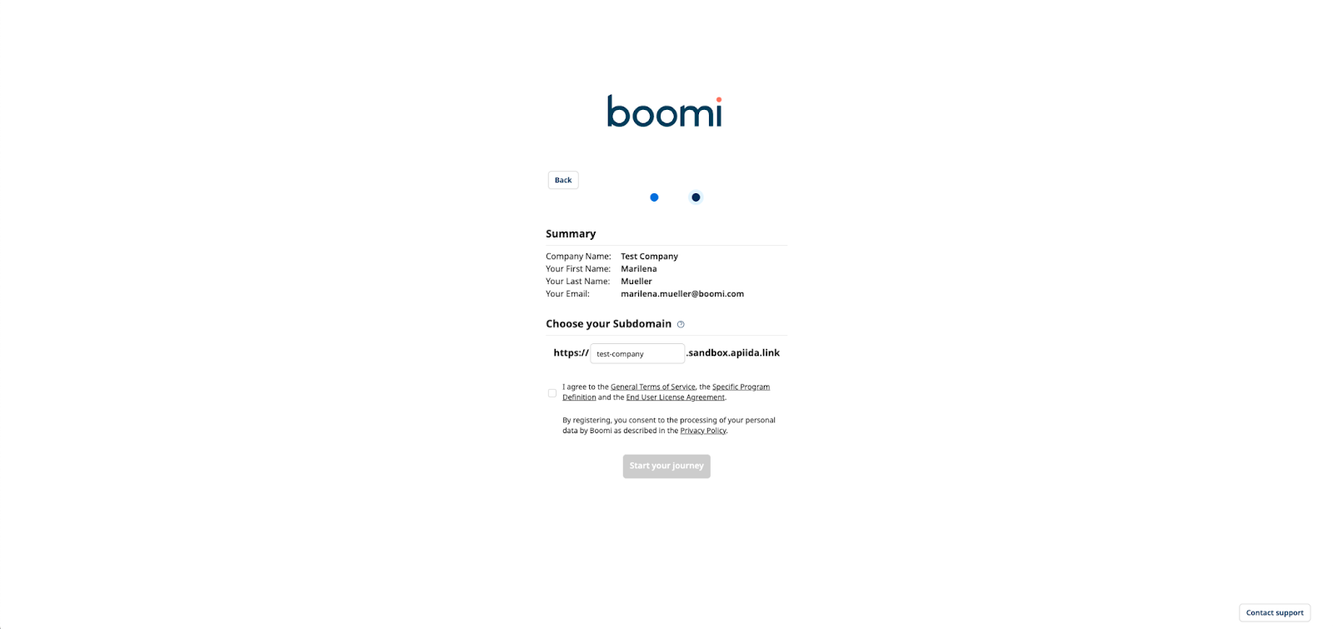 boomi
Back
Summary
Company Name: Test Company
Your First Name: Marilena
Your Last Name: Mueller
Your Email: marilena.mueller@boomi.com
Choose your Subdomain
https:// test-company .sandbox.apiida.link
I agree to the General Terms of Service, the Specific Program
Definition and the End User License Agreement.
By registering, you consent to the processing of your personal
data by Boomi as described in the Privacy Policy.
Start your journey
Contact support